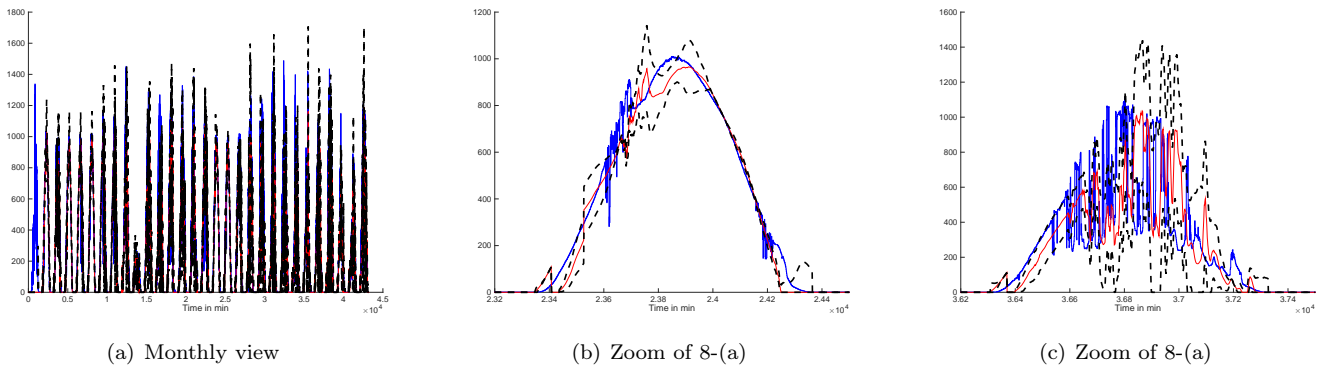 1800
1600
1400
1200
1000
800
600
400
200
0
0 0.5 1 1.5 2 2.5 3 3.5 4 4.5
Time in min ×10⁴
(a) Monthly view
1200
1000
800
600
400
200
0
2.32 2.34 2.36 2.38 2.4 2.42 2.44
Time in min ×10⁴
(b) Zoom of 8-(a)
1600
1400
1200
1000
800
600
400
200
0
3.62 3.64 3.66 3.68 3.7 3.72 3.74
Time in min ×10⁴
(c) Zoom of 8-(a)